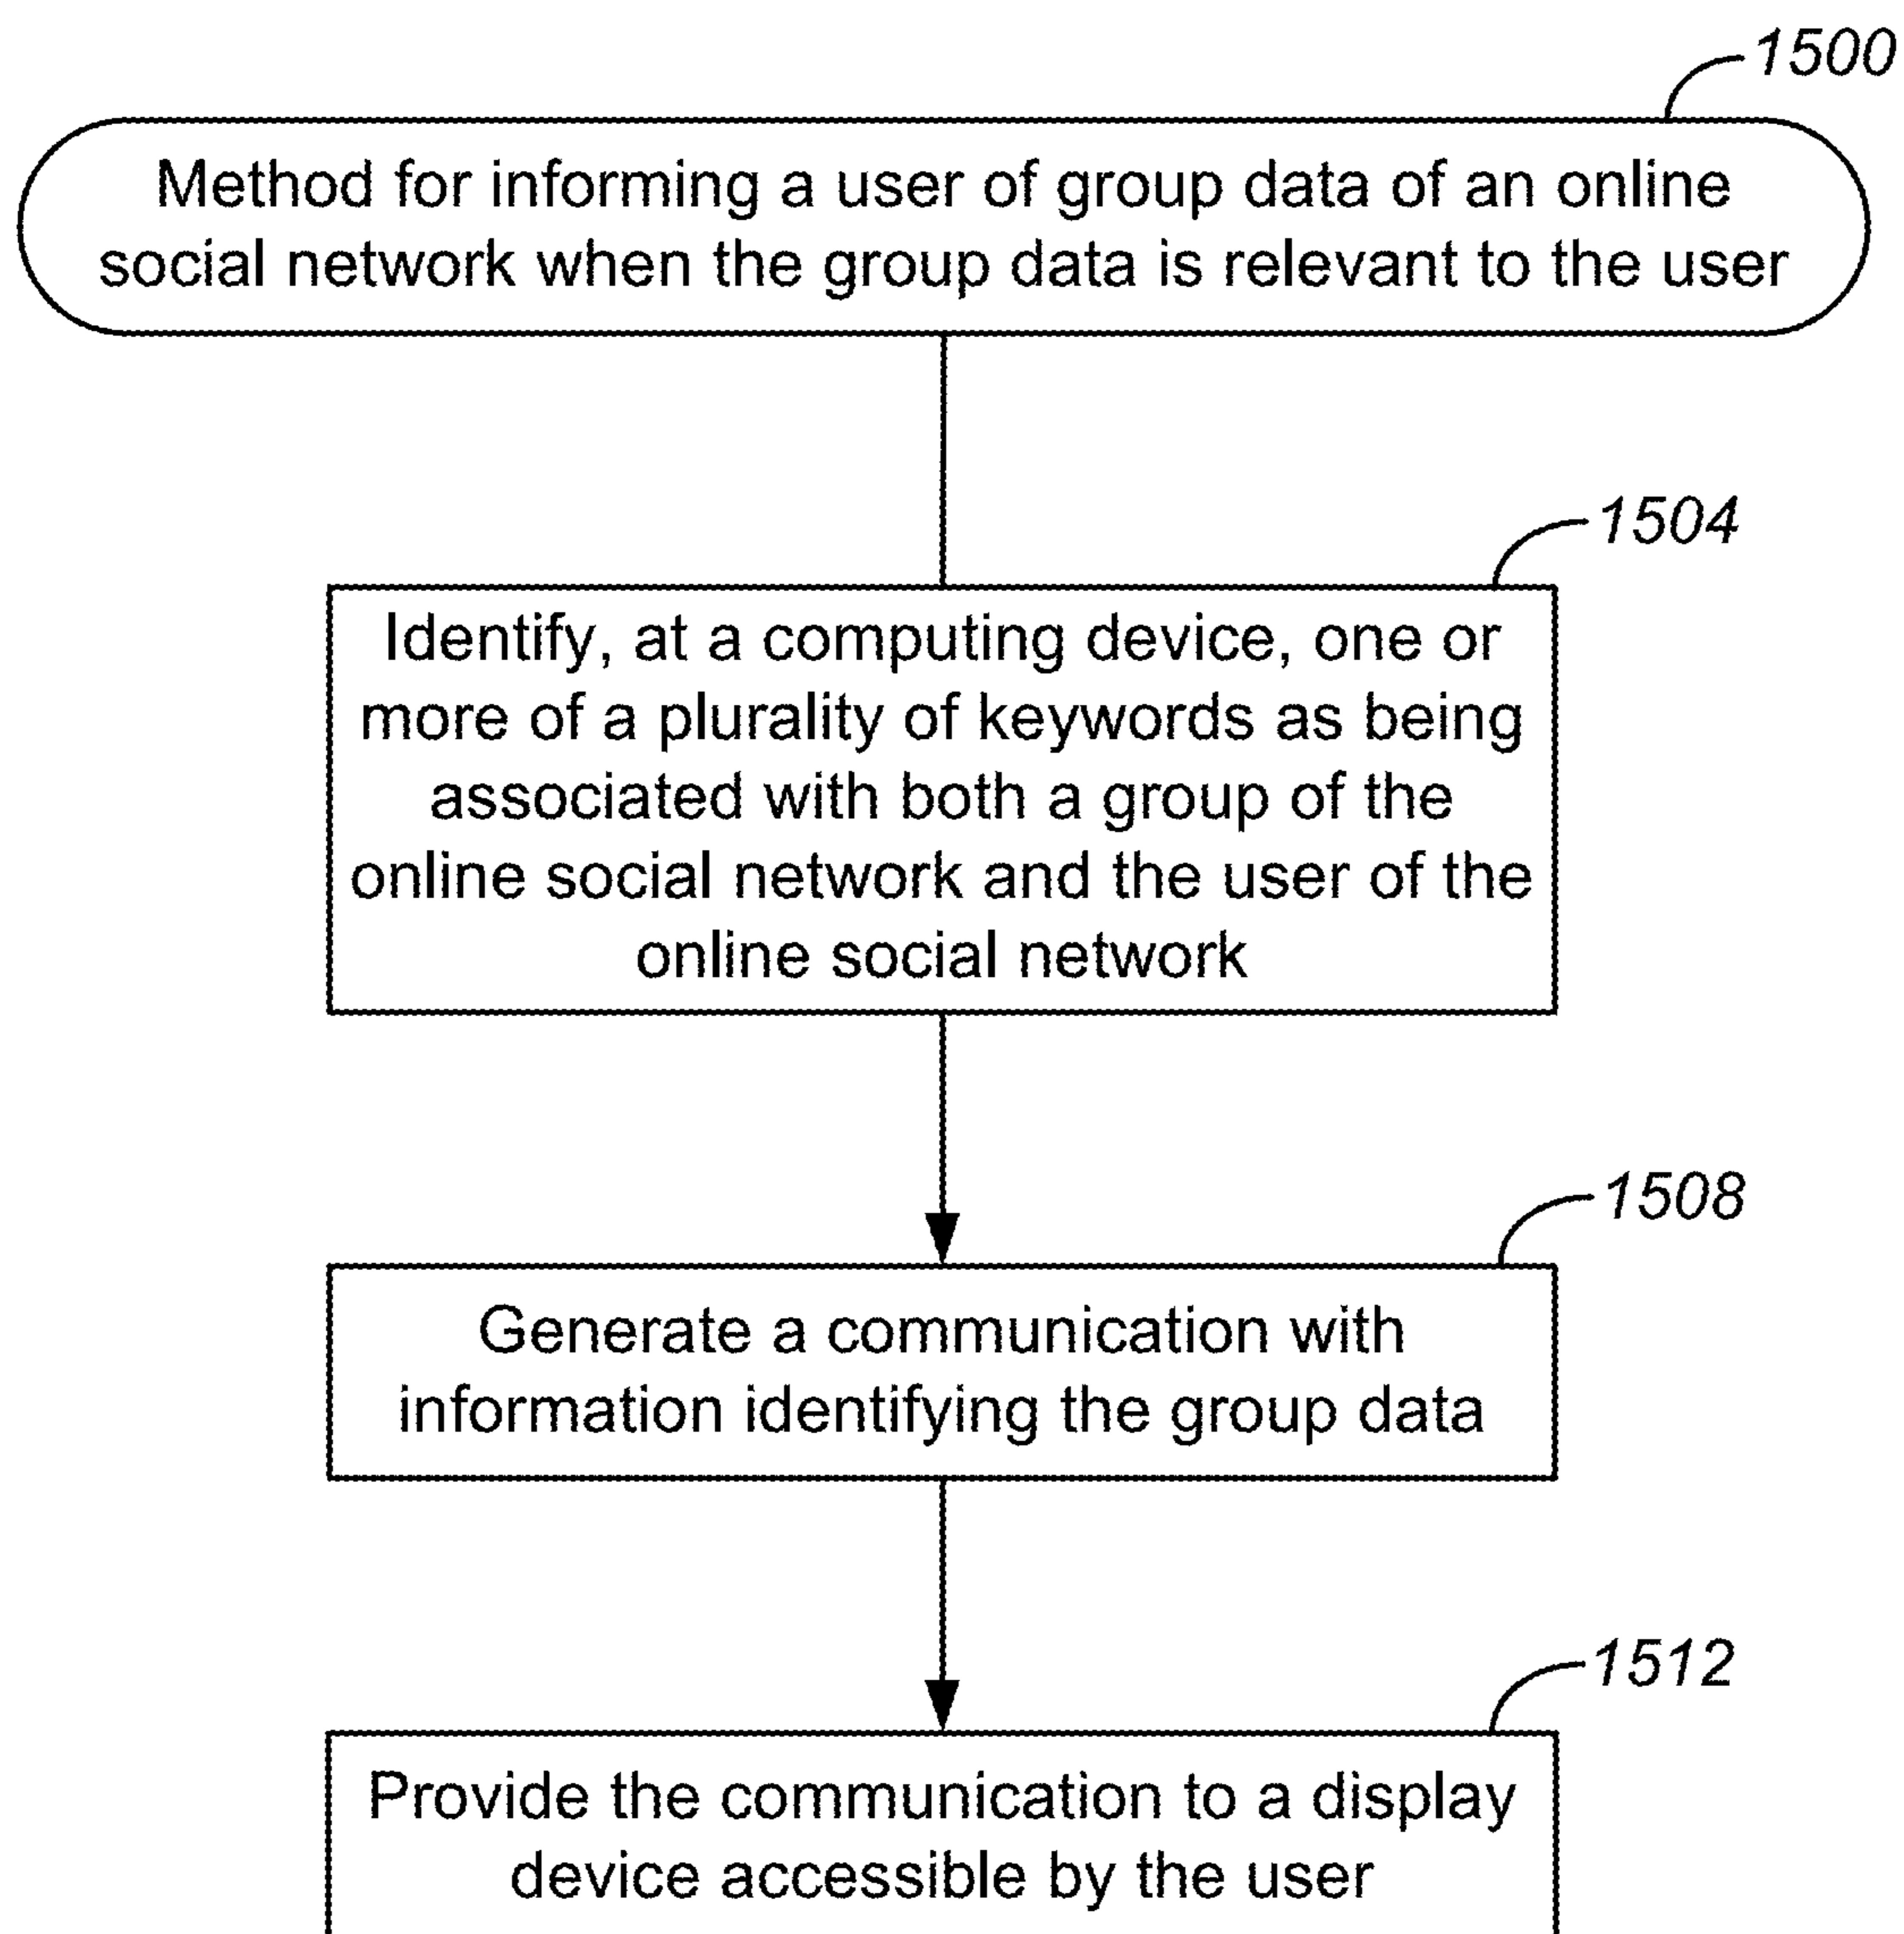 1500
Method for informing a user of group data of an online
social network when the group data is relevant to the user
1504
Identify, at a computing device, one or
more of a plurality of keywords as being
associated with both a group of the
online social network and the user of the
online social network
1508
Generate a communication with
information identifying the group data
1512
Provide the communication to a display
device accessible by the user